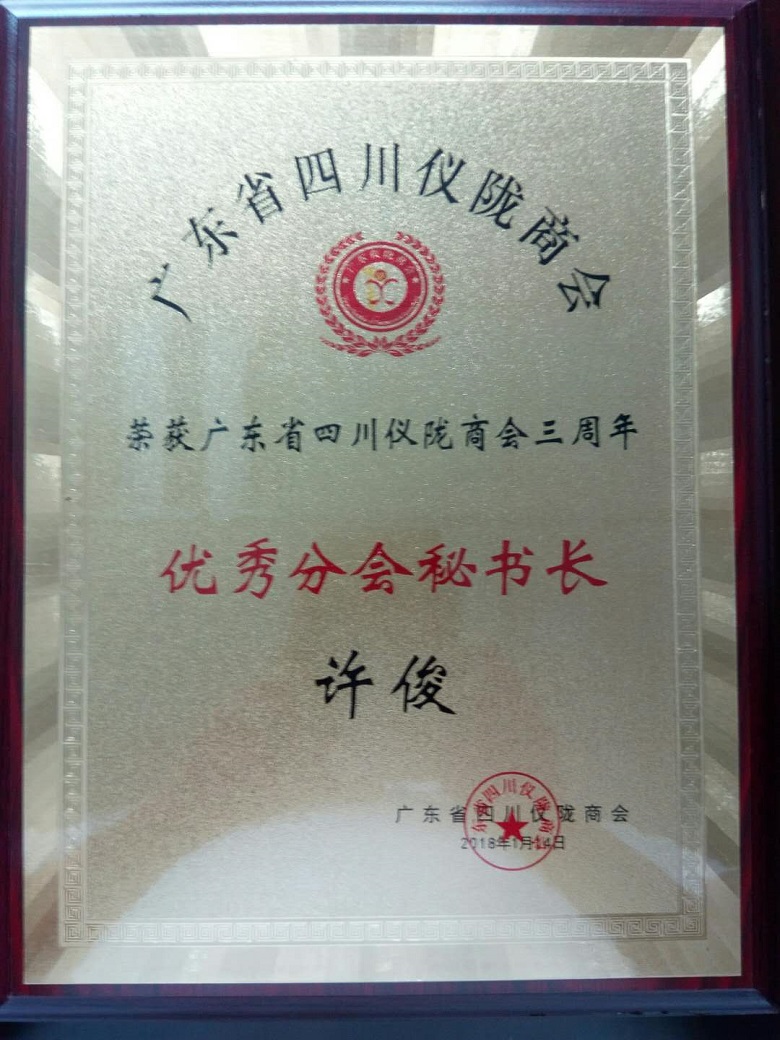 广东省四川仪陇商会
荣获广东省四川仪陇商会三周年
优秀分会秘书长
许俊
广东省四川仪陇商会
2018年1月14日